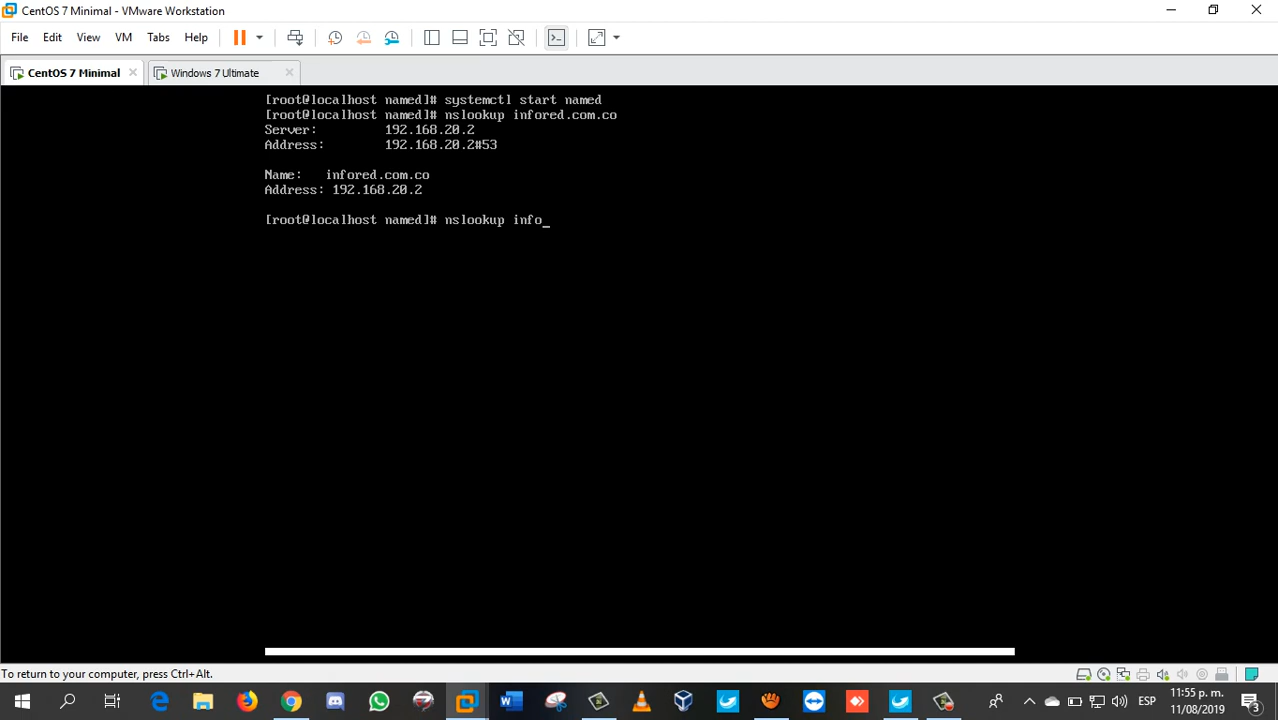 CentOS 7 Minimal - VMware Workstation
File Edit View VM Tabs Help
CentOS 7 Minimal Windows 7 Ultimate
[root@localhost named]# systemctl start named
[root@localhost named]# nslookup infored.com.co
Server: 192.168.20.2
Address: 192.168.20.2#53
Name: infored.com.co
Address: 192.168.20.2
[root@localhost named]# nslookup info_
To return to your computer, press Ctrl+Alt.
ESP
11:55 p. m.
11/08/2019
3